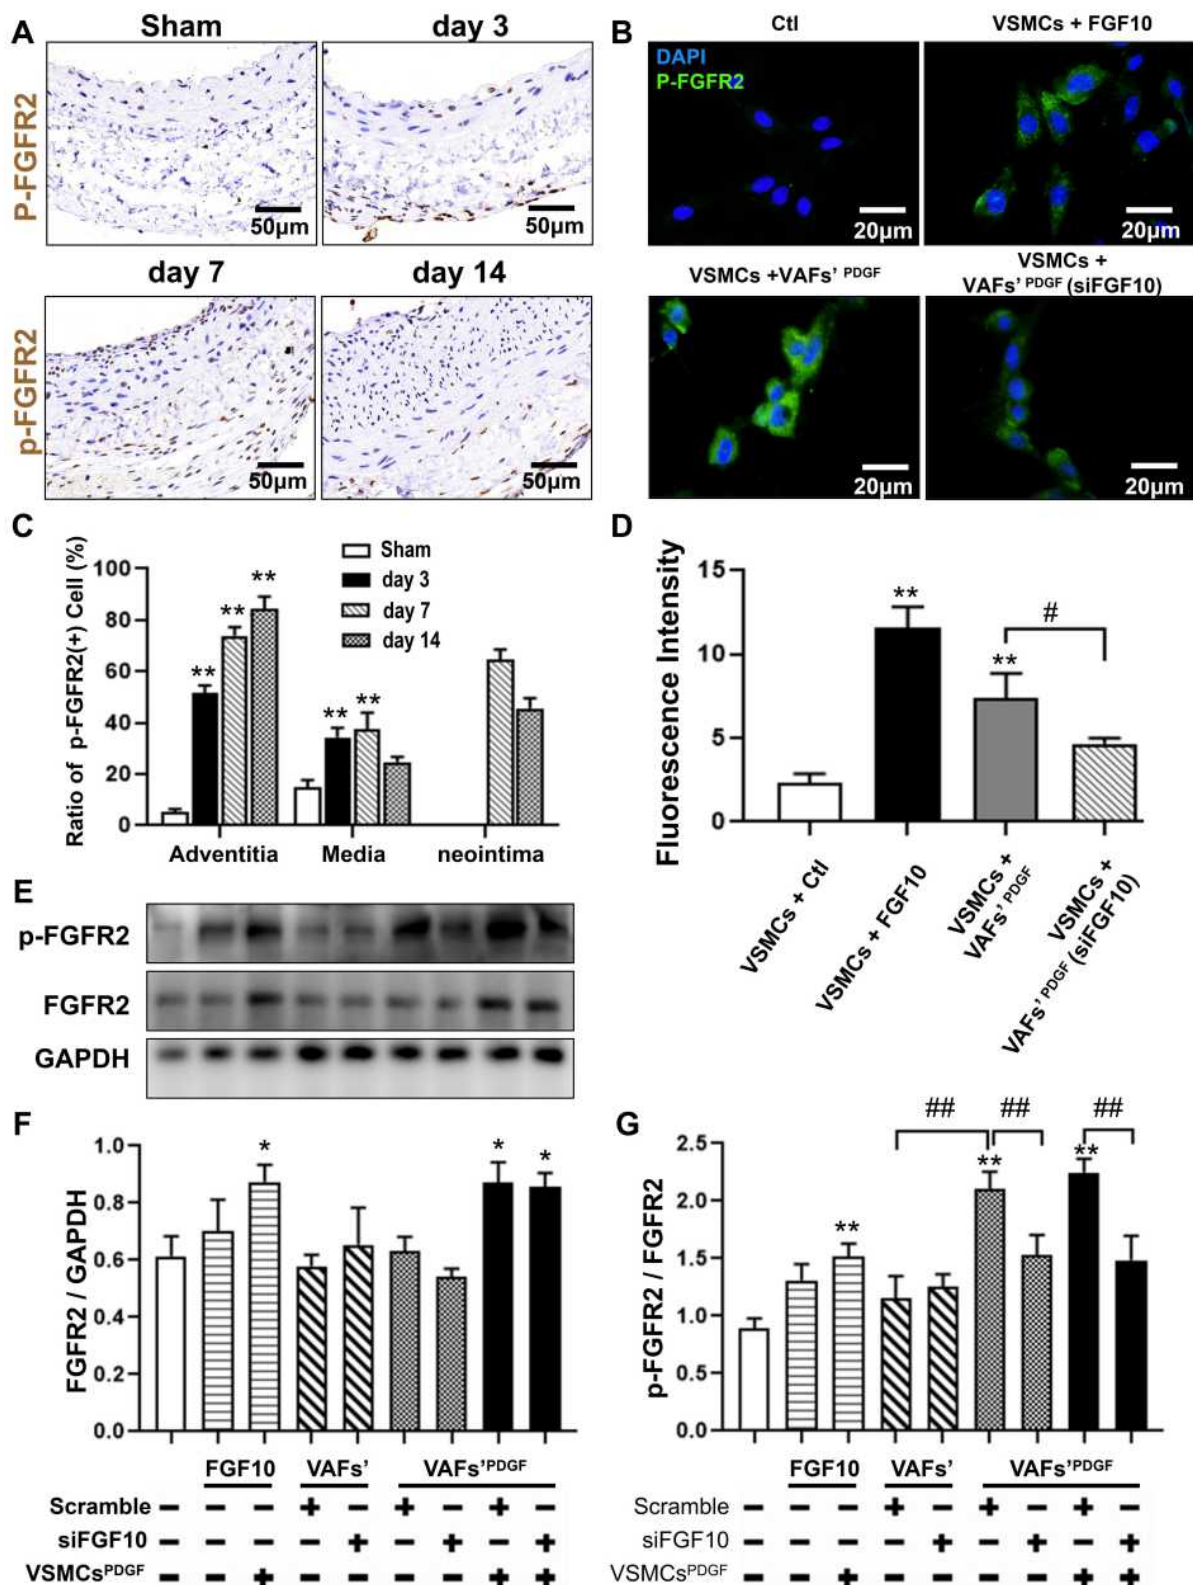 A
Sham
day 3
P-FGFR2
50μm
50μm
day 7
day 14
p-FGFR2
50μm
50μm
B
Ctl
VSMCs + FGF10
DAPI
P-FGFR2
20μm
20μm
VSMCs +VAFs' PDGF
VSMCs +
VAFs' PDGF (siFGF10)
20μm
20μm
C
Ratio of p-FGFR2(+) Cell (%)
100
80
60
40
20
0
Sham
day 3
day 7
day 14
** ** **
** **
Adventitia Media neointima
D
Fluorescence Intensity
15
10
5
0
**
**
#
VSMCs + Ctl
VSMCs + FGF10
VSMCs +
VAFs' PDGF
VSMCs +
VAFs' PDGF (siFGF10)
E
p-FGFR2
FGFR2
GAPDH
F
FGFR2 / GAPDH
1.0
0.8
0.6
0.4
0.2
0.0
* * *
FGF10 VAFs' VAFs'PDGF
Scramble − − − + − + − + −
siFGF10 − − − − + − + − +
VSMCsPDGF − − + − − − − + +
G
p-FGFR2 / FGFR2
2.5
2.0
1.5
1.0
0.5
0.0
## ## ##
** ** **
FGF10 VAFs' VAFs'PDGF
Scramble − − − + − + − + −
siFGF10 − − − − + − + − +
VSMCsPDGF − − + − − − − + +